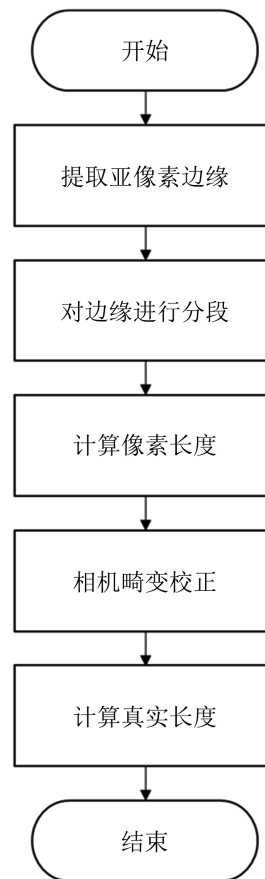 开始
提取亚像素边缘
对边缘进行分段
计算像素长度
相机畸变校正
计算真实长度
结束